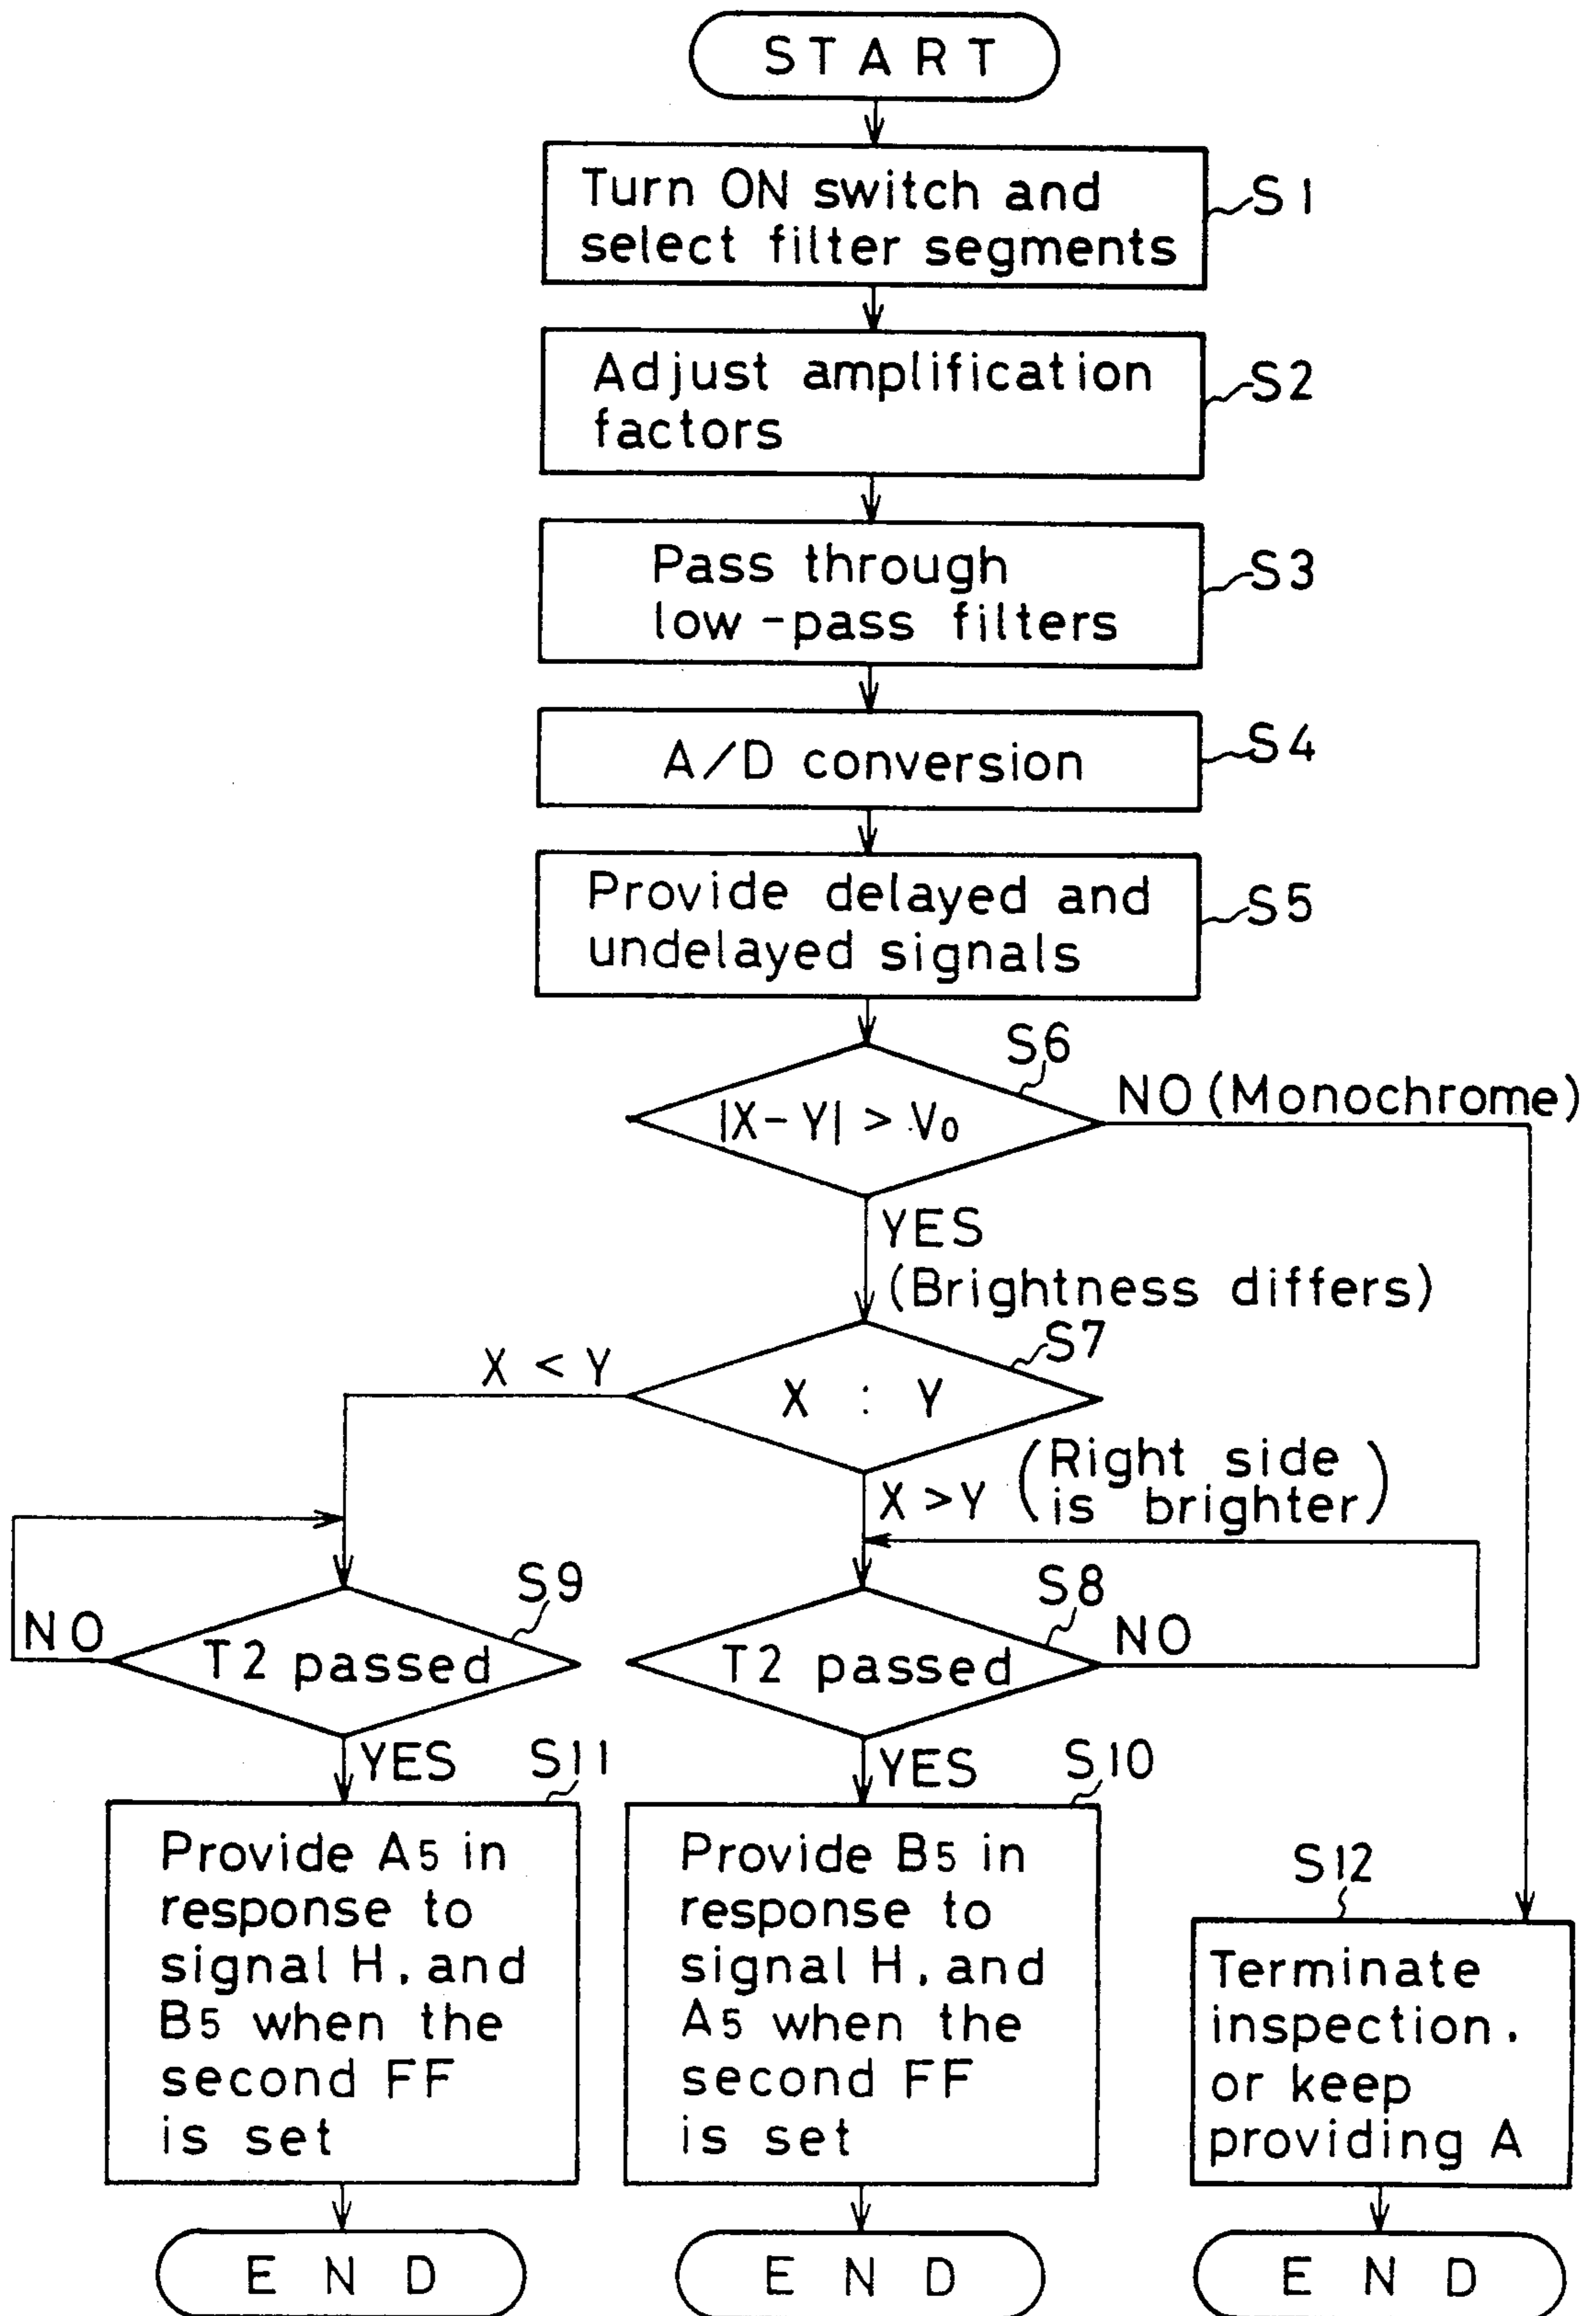 START
Turn ON switch and
select filter segments
S1
Adjust amplification
factors
S2
Pass through
low-pass filters
S3
A/D conversion
S4
Provide delayed and
undelayed signals
S5
S6
|X-Y| > V0
NO (Monochrome)
YES
(Brightness differs)
S7
X < Y
X : Y
X > Y (Right side
is brighter)
S9
NO
T2 passed
S8
T2 passed
NO
YES
S11
YES
S10
Provide A5 in
response to
signal H, and
B5 when the
second FF
is set
Provide B5 in
response to
signal H, and
A5 when the
second FF
is set
S12
Terminate
inspection.
or keep
providing A
END
END
END